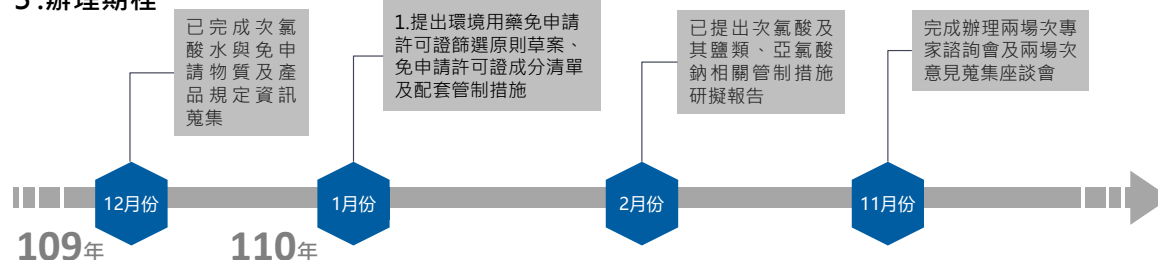 辦理期程
已完成次氯
酸水與免申
請物質及產
品規定資訊
蒐集
1.提出環境用藥免申請
許可證篩選原則草案、
免申請許可證成分清單
及配套管制措施
已提出次氯酸及
其鹽類、亞氯酸
鈉相關管制措施
研擬報告
完成辦理兩場次專
家諮詢會及兩場次
意見蒐集座談會
12月份
1月份
2月份
11月份
109年
110年